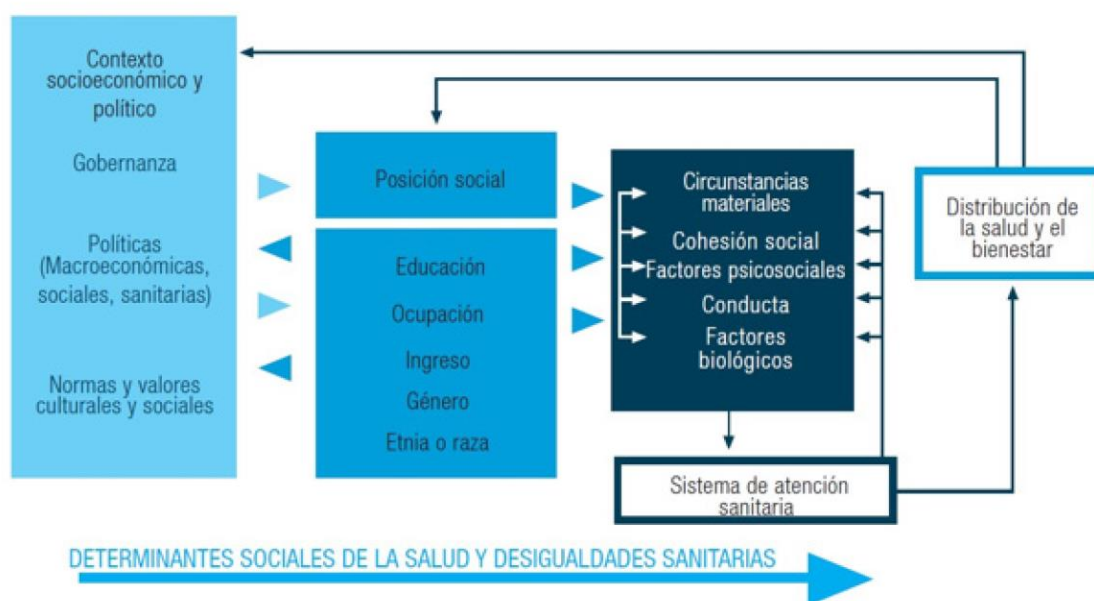 Contexto
socioeconómico y
político
Gobernanza
Políticas
(Macroeconómicas,
sociales, sanitarias)
Normas y valores
culturales y sociales
Posición social
Educación
Ocupación
Ingreso
Género
Etnia o raza
Circunstancias
materiales
Cohesión social
Factores psicosociales
Conducta
Factores
biológicos
Sistema de atención
sanitaria
Distribución de
la salud y el
bienestar
DETERMINANTES SOCIALES DE LA SALUD Y DESIGUALDADES SANITARIAS